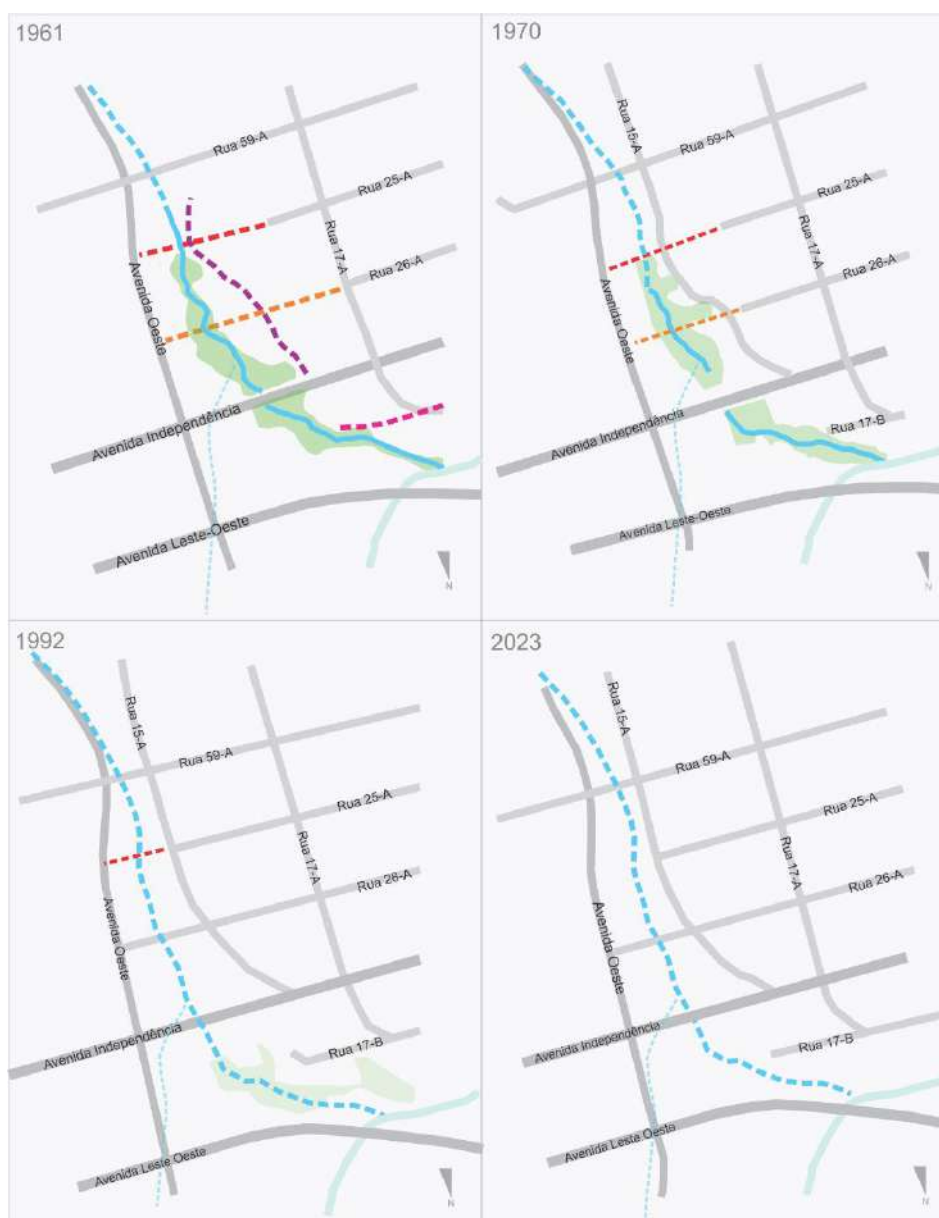 1961
Rua 59-A
Rua 25-A
Rua 17-A
Rua 26-A
Avenida Oeste
Avenida Independência
Avenida Leste-Oeste
N
1970
Rua 15-A
Rua 59-A
Rua 25-A
Rua 17-A
Rua 26-A
Avenida Oeste
Avenida Independência
Rua 17-B
Avenida Leste-Oeste
N
1992
Rua 15-A
Rua 59-A
Rua 25-A
Rua 17-A
Rua 26-A
Avenida Oeste
Avenida Independência
Rua 17-B
Avenida Leste Oeste
N
2023
Rua 15-A
Rua 59-A
Rua 25-A
Rua 17-A
Rua 26-A
Avenida Oeste
Avenida Independência
Rua 17-B
Avenida Leste Oeste
N